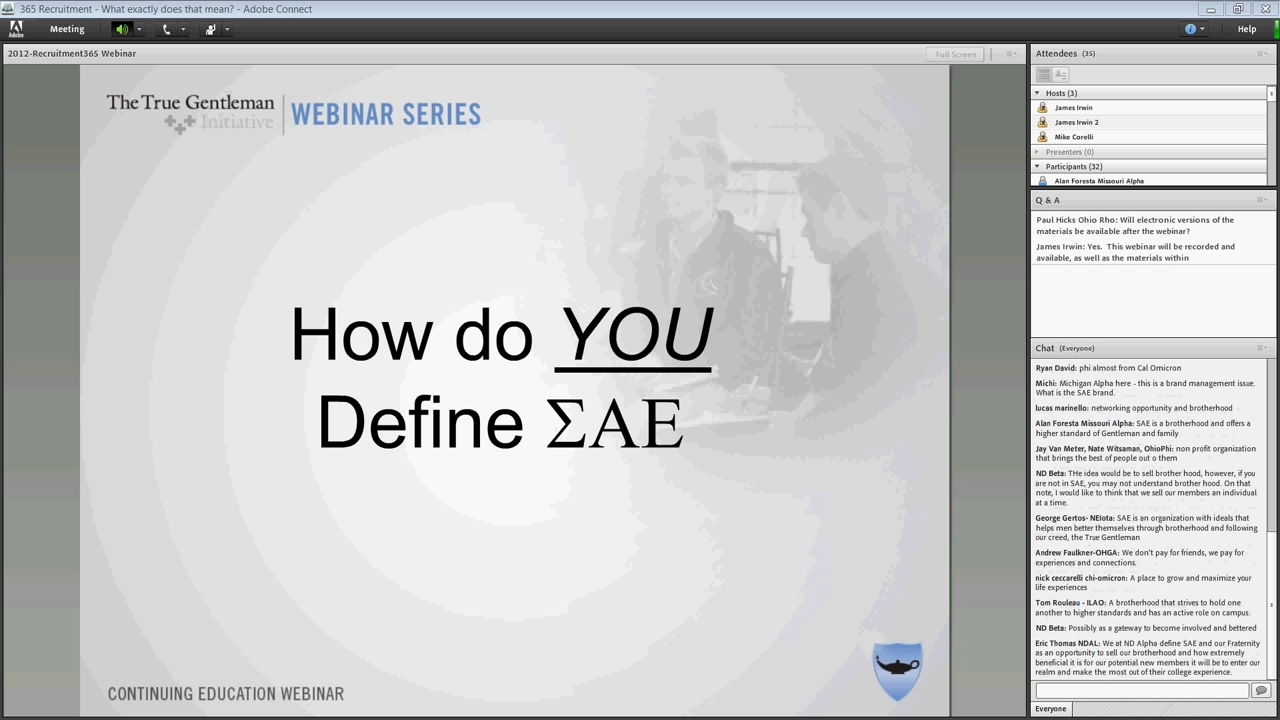 365 Recruitment - What exactly does that mean? - Adobe Connect
Adobe
Meeting
Help
2012-Recruitment365 Webinar
Full Screen
The True Gentleman
Initiative
WEBINAR SERIES
How do YOU
Define ΣΑΕ
CONTINUING EDUCATION WEBINAR
Attendees (35)
Hosts (3)
James Irwin
James Irwin 2
Mike Corelli
Presenters (0)
Participants (32)
Alan Foresta Missouri Alpha
Q & A
Paul Hicks Ohio Rho: Will electronic versions of the
materials be available after the webinar?
James Irwin: Yes. This webinar will be recorded and
available, as well as the materials within
Chat (Everyone)
Ryan David: phi almost from Cal Omicron
Michi: Michigan Alpha here - this is a brand management issue.
What is the SAE brand.
lucas marinello: networking opportunity and brotherhood
Alan Foresta Missouri Alpha: SAE is a brotherhood and offers a
higher standard of Gentleman and family
Jay Van Meter, Nate Witsaman, OhioPhi: non profit organization
that brings the best of people out o them
ND Beta: THe idea would be to sell brother hood, however, if you
are not in SAE, you may not understand brother hood. On that
note, I would like to think that we sell our members an individual
at a time.
George Gertos- NEIota: SAE is an organization with ideals that
helps men better themselves through brotherhood and following
our creed, the True Gentleman
Andrew Faulkner-OHGA: We don't pay for friends, we pay for
experiences and connections.
nick ceccarelli chi-omicron: A place to grow and maximize your
life experiences
Tom Rouleau - ILAO: A brotherhood that strives to hold one
another to higher standards and has an active role on campus.
ND Beta: Possibly as a gateway to become involved and bettered
Eric Thomas NDAL: We at ND Alpha define SAE and our Fraternity
as an opportunity to sell our brotherhood and how extremely
beneficial it is for our potential new members it will be to enter our
realm and make the most out of their college experience.
Everyone